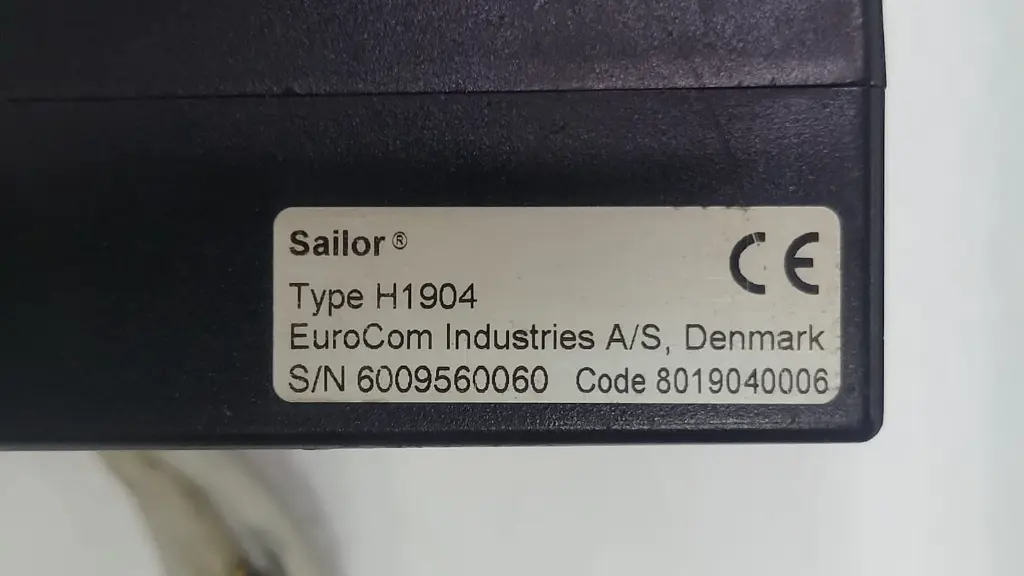 Sailor®
CE
Type H1904
EuroCom Industries A/S, Denmark
S/N 6009560060 Code 8019040006